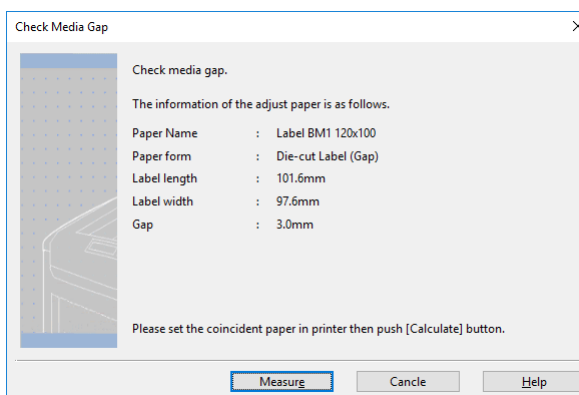 Check Media Gap
Check media gap.
The information of the adjust paper is as follows.
Paper Name : Label BM1 120x100
Paper form : Die-cut Label (Gap)
Label length : 101.6mm
Label width : 97.6mm
Gap : 3.0mm
Please set the coincident paper in printer then push [Calculate] button.
Measure Cancle Help